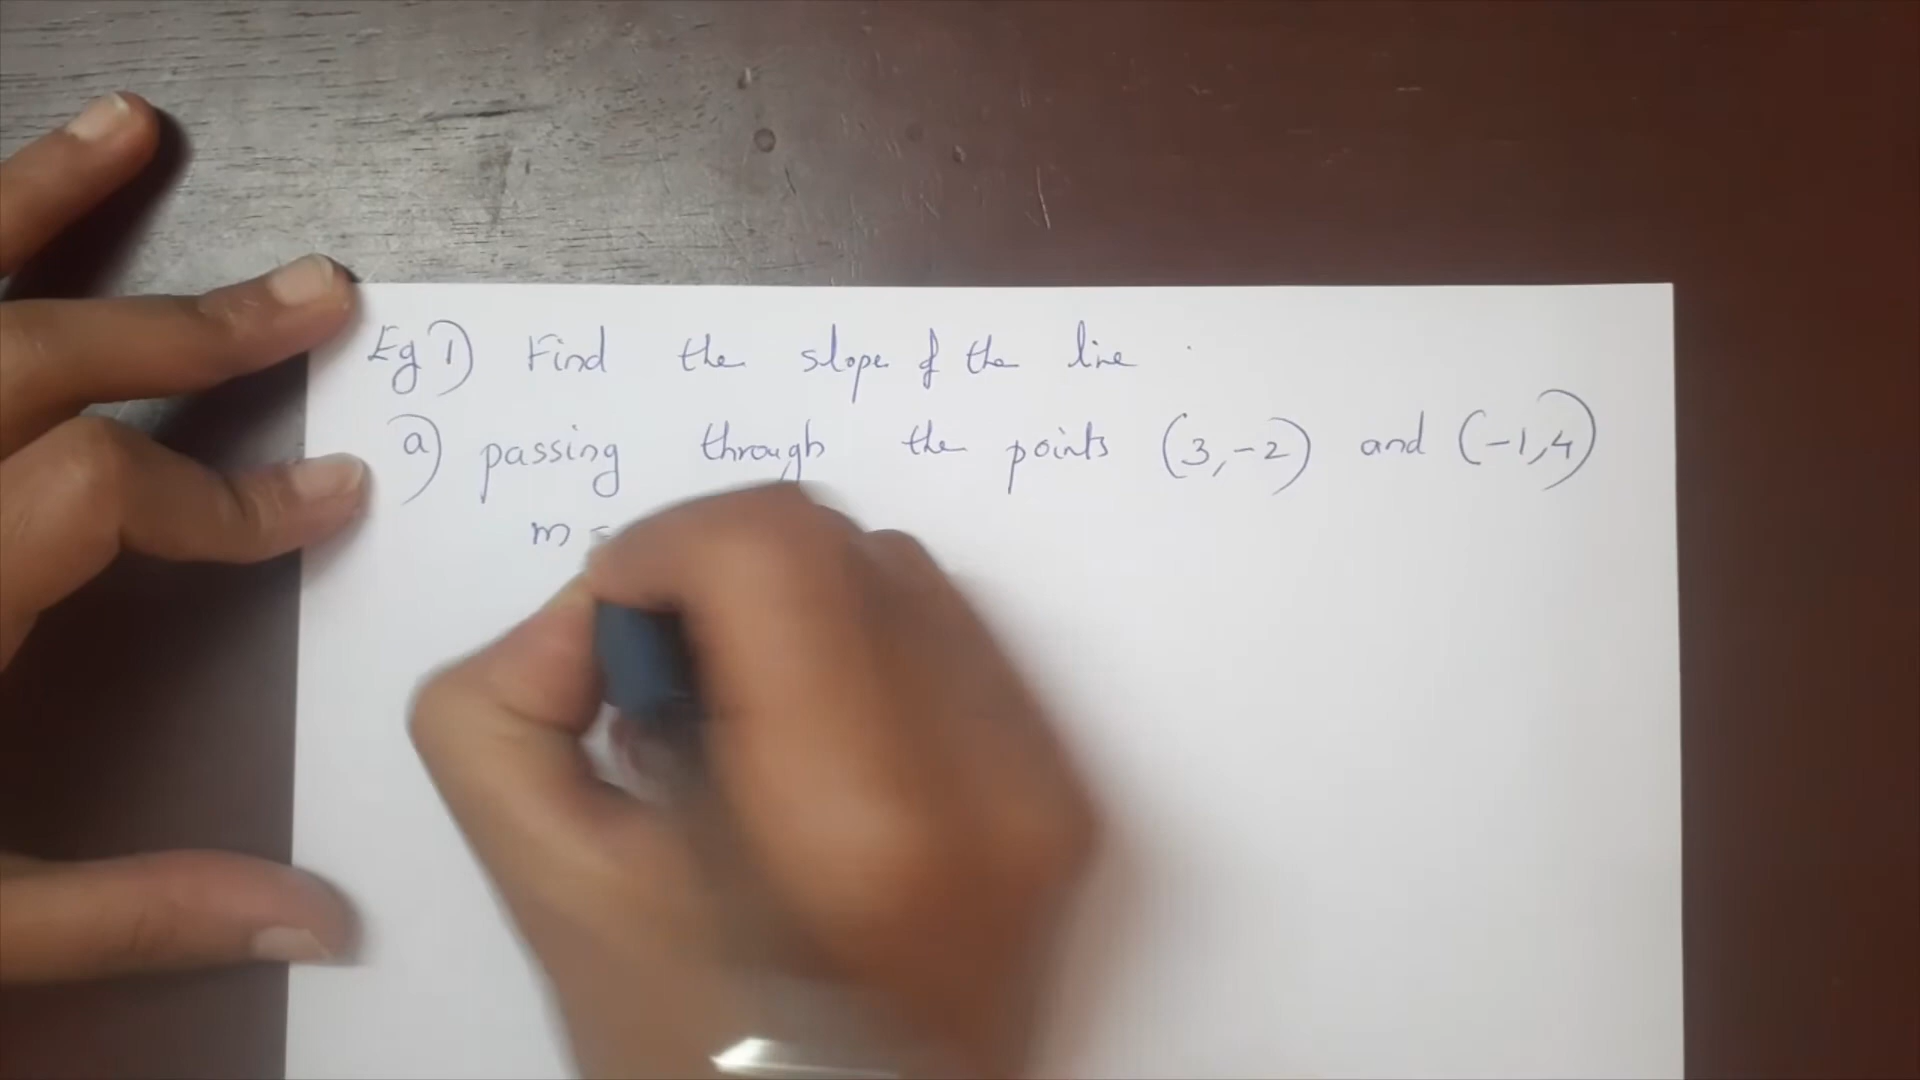 Eg 1) Find the slope of the line
a) passing through the points (3,-2) and (-1,4)
m =